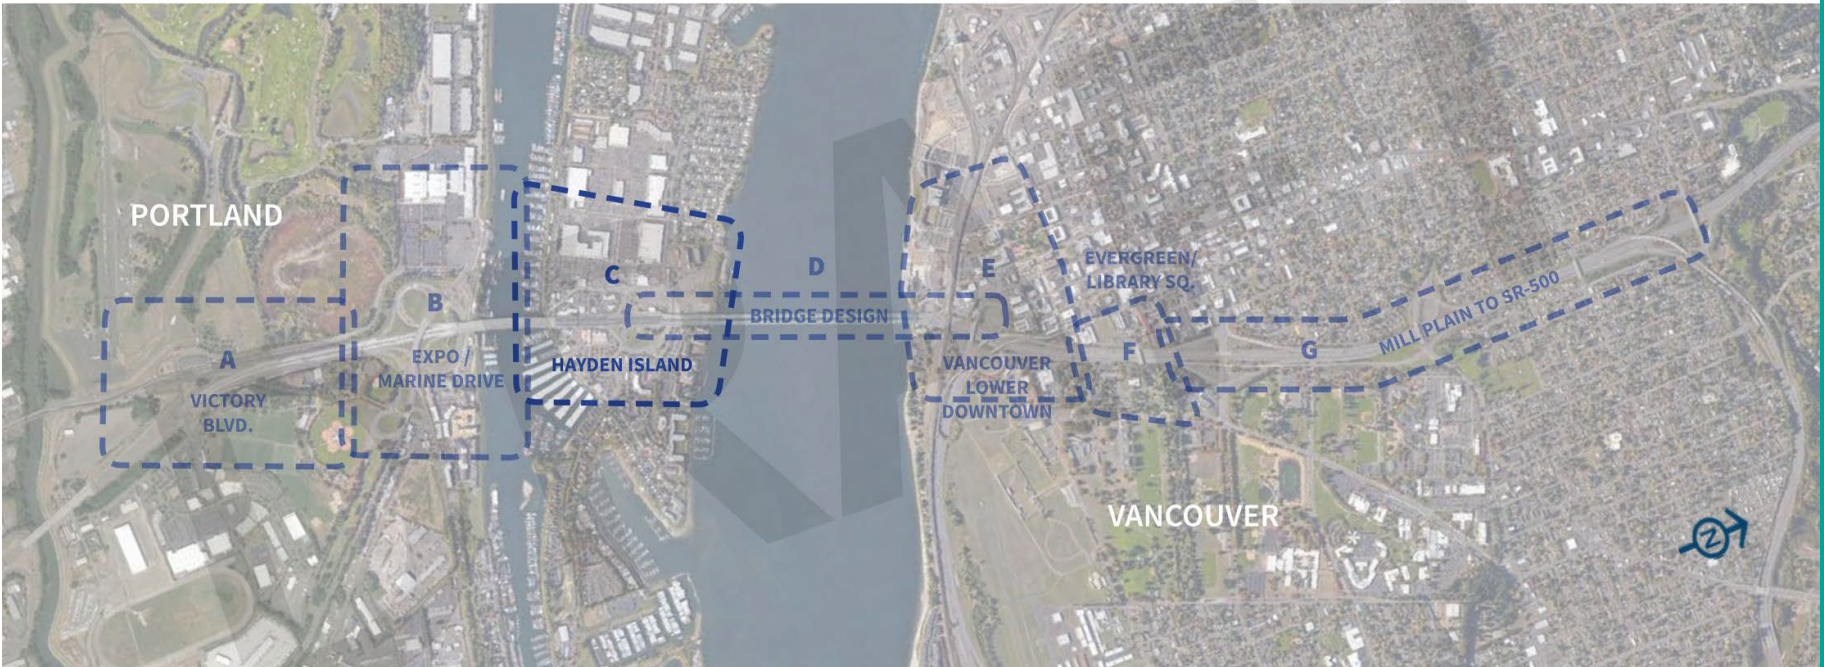 PORTLAND
A
VICTORY
BLVD.
B
EXPO /
MARINE DRIVE
C
HAYDEN ISLAND
D
BRIDGE DESIGN
E
VANCOUVER
LOWER
DOWNTOWN
EVERGREEN/
LIBRARY SQ.
F
G
MILL PLAIN TO SR-500
VANCOUVER
Z